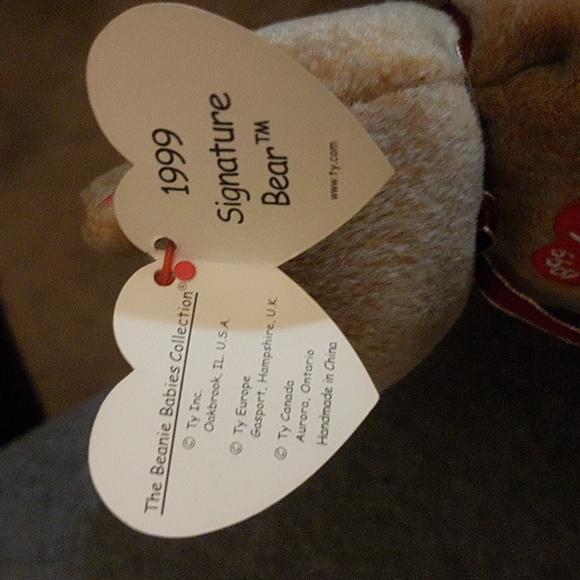 The Beanie Babies Collection®
© Ty Inc.
Oakbrook, IL. U.S.A.
© Ty Europe
Gasport, Hampshire, U.K.
© Ty Canada
Aurora, Ontario
Handmade in China
1999
Signature
Bear™
www.ty.com